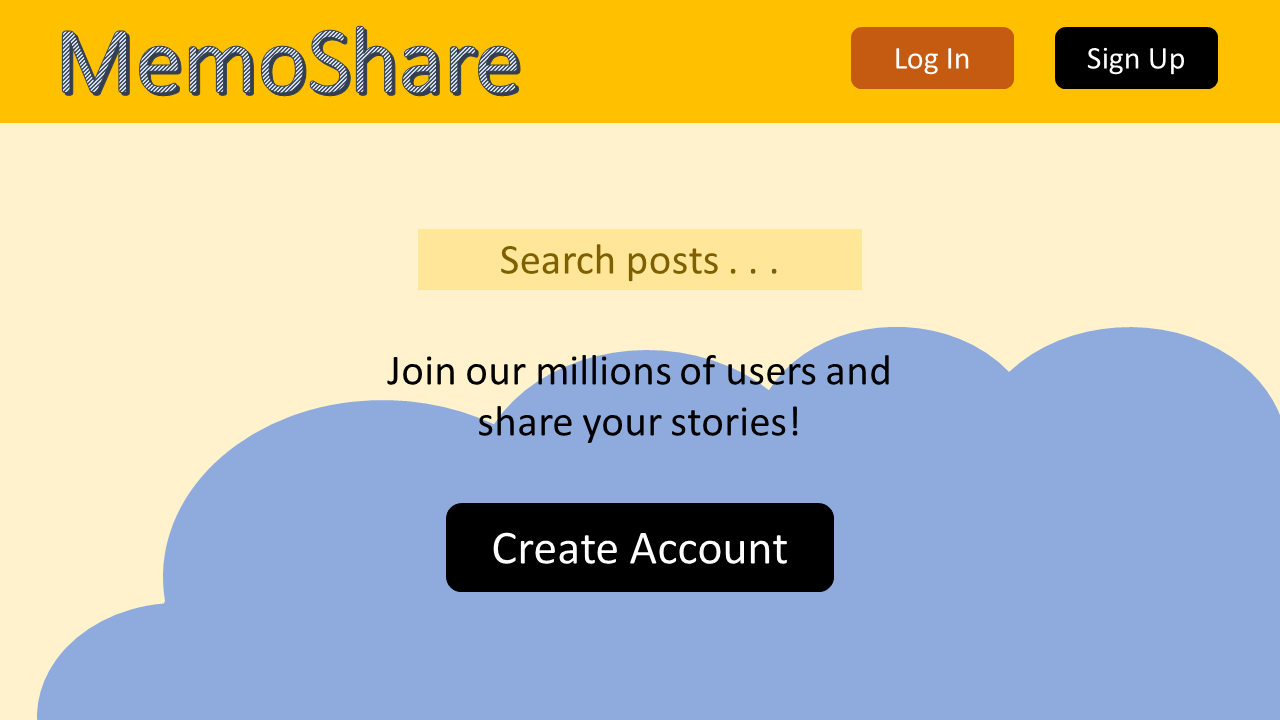 MemoShare
Log In
Sign Up
Search posts . . .
Join our millions of users and
share your stories!
Create Account